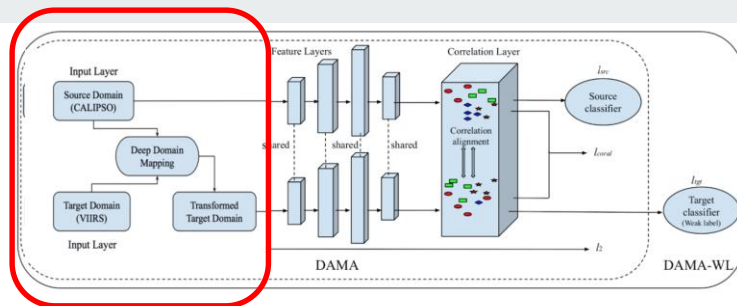 Input Layer
Source Domain
(CALIPSO)
Deep Domain
Mapping
Target Domain
(VIIRS)
Transformed
Target Domain
Input Layer
Feature Layers
shared
shared
shared
Correlation Layer
Correlation
alignment
l_src
Source
classifier
l_coral
l_tgt
Target
classifier
(Weak label)
l_2
DAMA
DAMA-WL